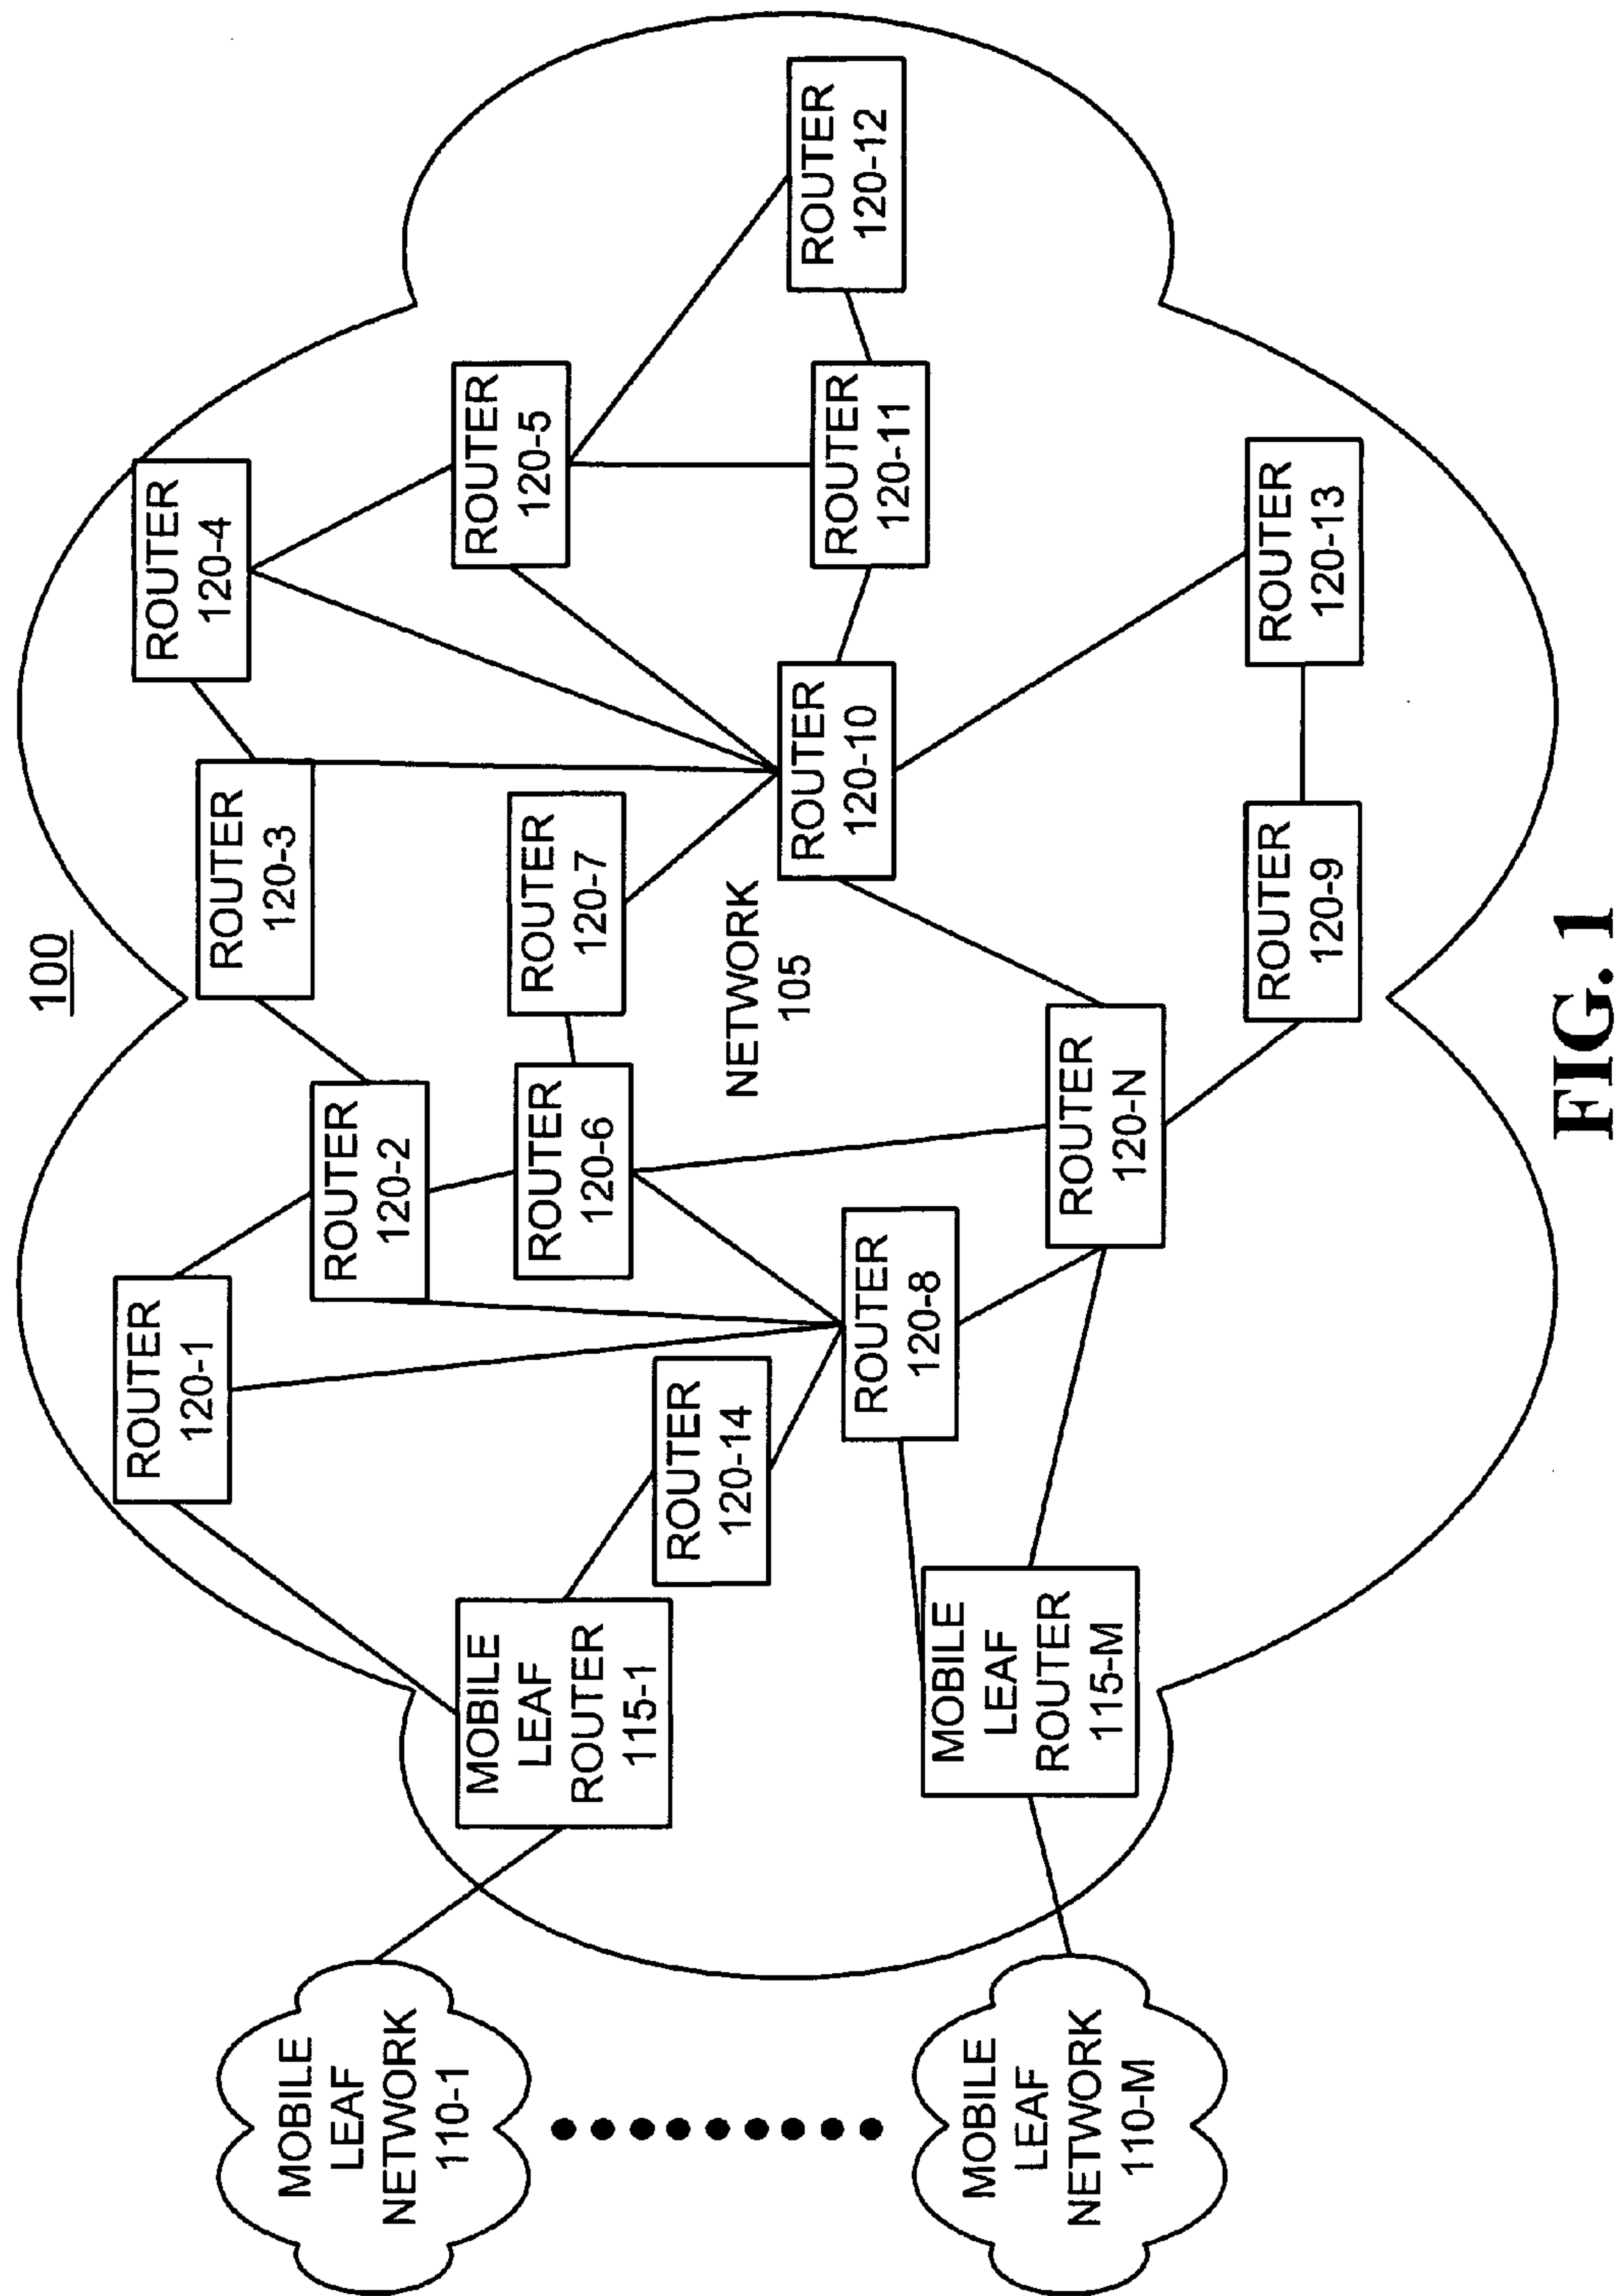 100
MOBILE
LEAF
NETWORK
110-1
MOBILE
LEAF
NETWORK
110-M
MOBILE
LEAF
ROUTER
115-1
MOBILE
LEAF
ROUTER
115-M
ROUTER
120-1
ROUTER
120-14
ROUTER
120-8
ROUTER
120-2
ROUTER
120-6
ROUTER
120-N
NETWORK
105
ROUTER
120-3
ROUTER
120-7
ROUTER
120-10
ROUTER
120-9
ROUTER
120-4
ROUTER
120-5
ROUTER
120-11
ROUTER
120-13
ROUTER
120-12
FIG. 1